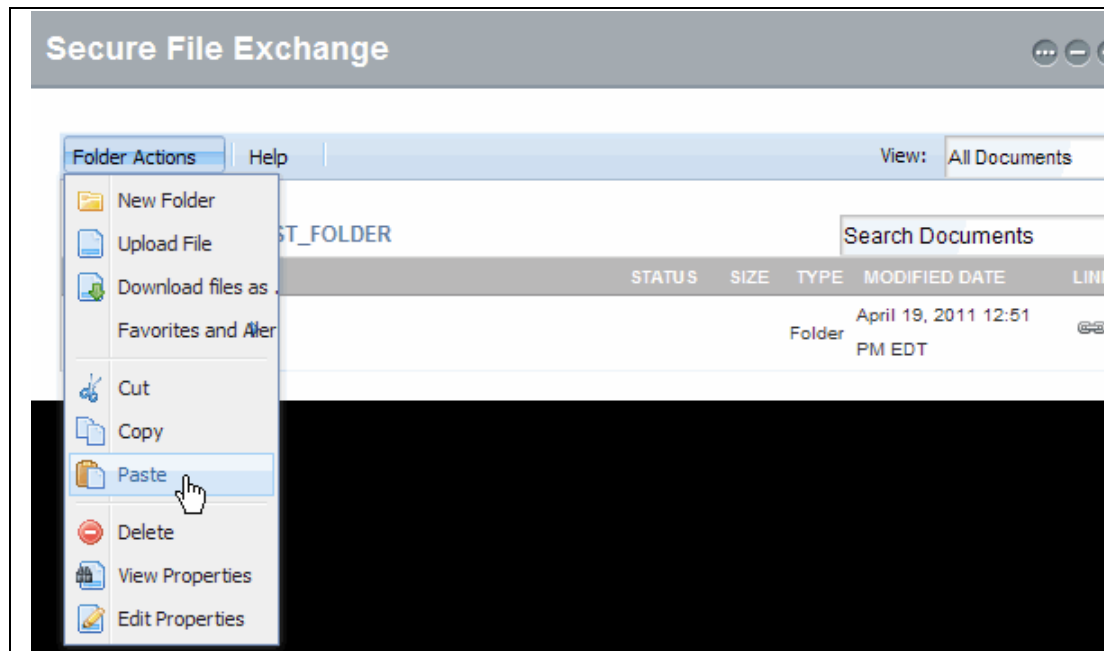 Secure File Exchange
Folder Actions Help View: All Documents
New Folder
Upload File
ST_FOLDER Search Documents
Download files as .
STATUS SIZE TYPE MODIFIED DATE
Favorites and
Folder April 19, 2011 12:51
PM EDT
Cut
Copy
Paste
Delete
View Properties
Edit Properties